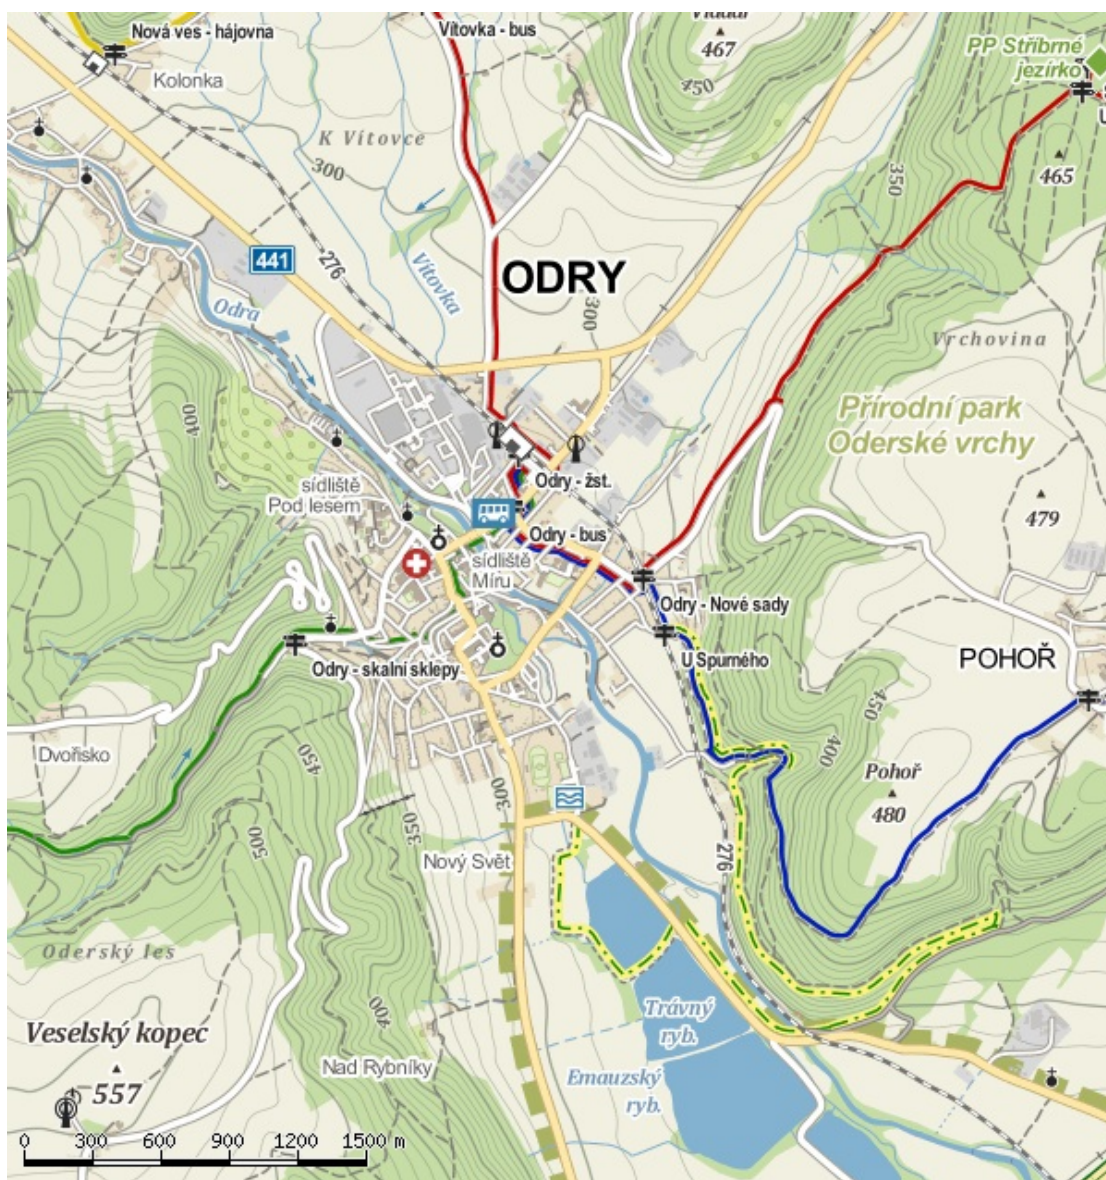 Nová ves - hájovna
Vítovka - bus
467
450
PP Stříbrné
jezírko
Kolonka
K Vítovce
300
350
465
441
276
ODRY
Vítovka
Odra
300
Vrchovina
400
Přírodní park
Oderské vrchy
sídliště
Pod lesem
Odry - žst.
479
Odry - bus
sídliště
Míru
Odry - Nové sady
U Spurného
POHOŘ
Odry - skalní sklepy
450
400
Dvořisko
450
Pohoř
480
300
350
500
Nový Svět
276
Oderský les
400
Trávný
ryb.
Veselský kopec
557
Nad Rybníky
Emauzský
ryb.
0 300 600 900 1200 1500 m